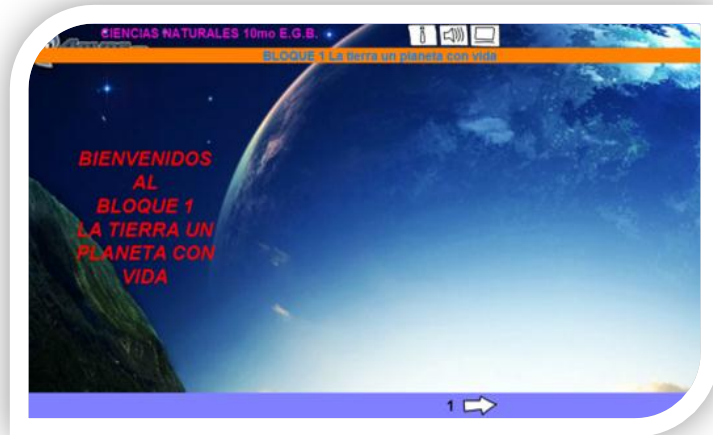 CIENCIAS NATURALES 10mo E.G.B.
BLOQUE 1 La tierra un planeta con vida
BIENVENIDOS
AL
BLOQUE 1
LA TIERRA UN
PLANETA CON
VIDA
1